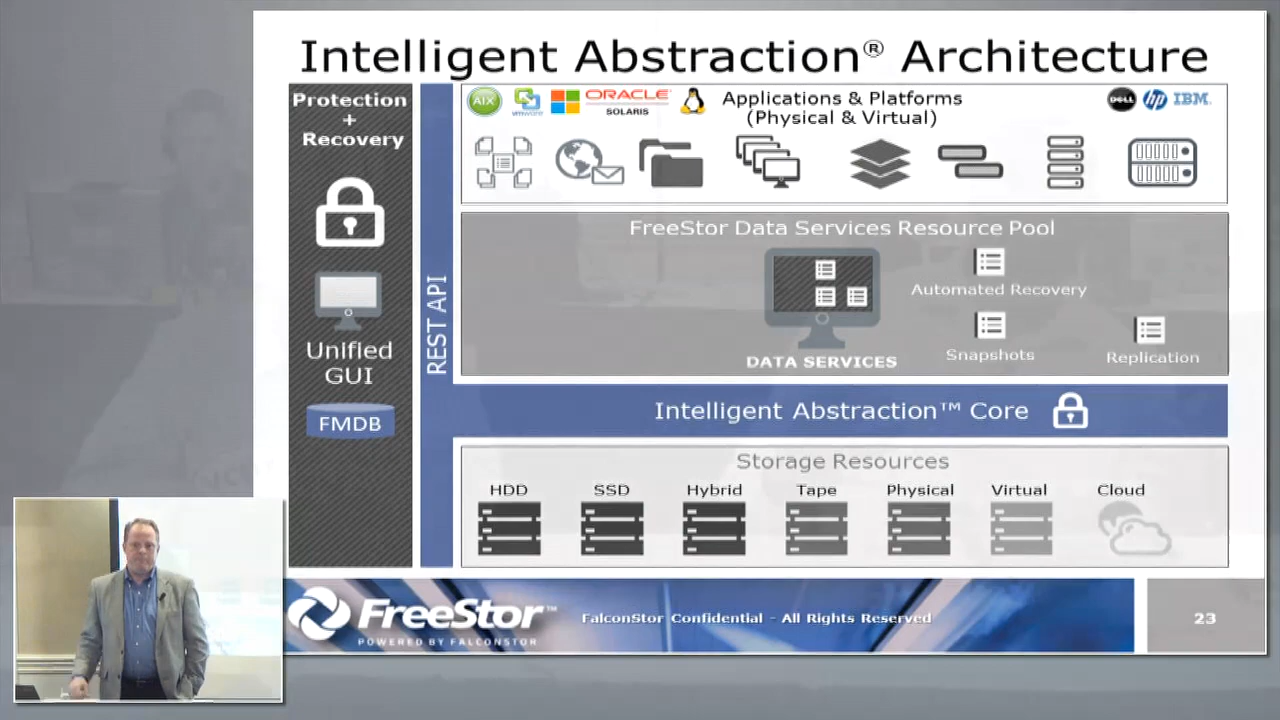 Intelligent Abstraction® Architecture
Protection
+
Recovery
Unified
GUI
FMDB
REST API
AIX
vmware
ORACLE
SOLARIS
Applications & Platforms
(Physical & Virtual)
DELL
hp
IBM
FreeStor Data Services Resource Pool
DATA SERVICES
Automated Recovery
Snapshots
Replication
Intelligent Abstraction™ Core
Storage Resources
HDD SSD Hybrid Tape Physical Virtual Cloud
FreeStor™
POWERED BY FALCONSTOR
FalconStor Confidential - All Rights Reserved
23